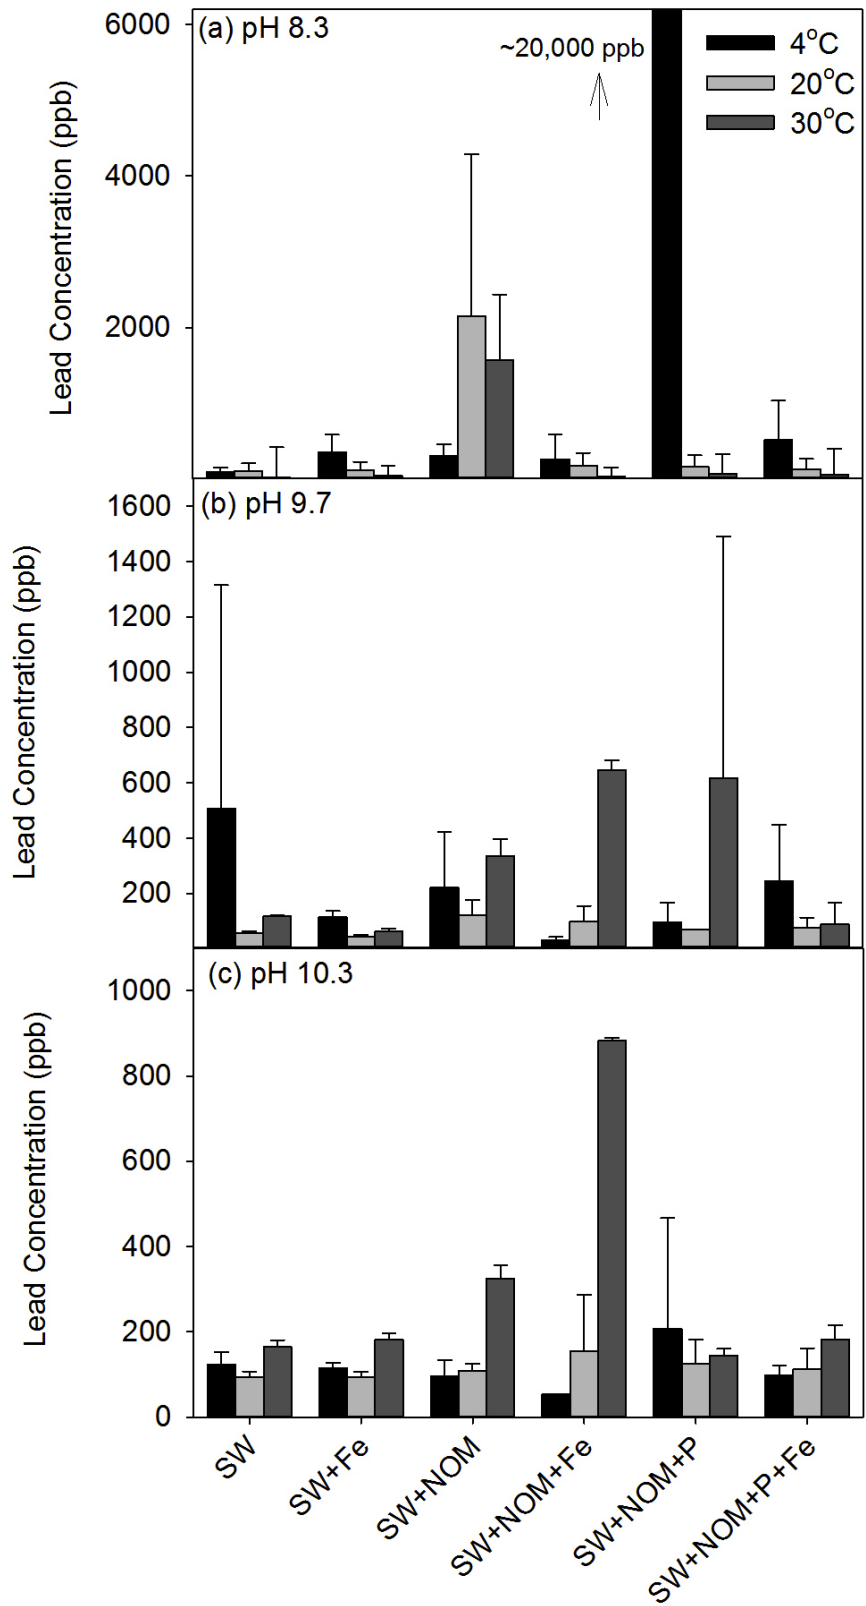 (a) pH 8.3
~20,000 ppb
4°C
20°C
30°C
6000
4000
2000
Lead Concentration (ppb)
(b) pH 9.7
1600
1400
1200
1000
800
600
400
200
Lead Concentration (ppb)
(c) pH 10.3
1000
800
600
400
200
0
Lead Concentration (ppb)
SW
SW+Fe
SW+NOM
SW+NOM+Fe
SW+NOM+P
SW+NOM+P+Fe